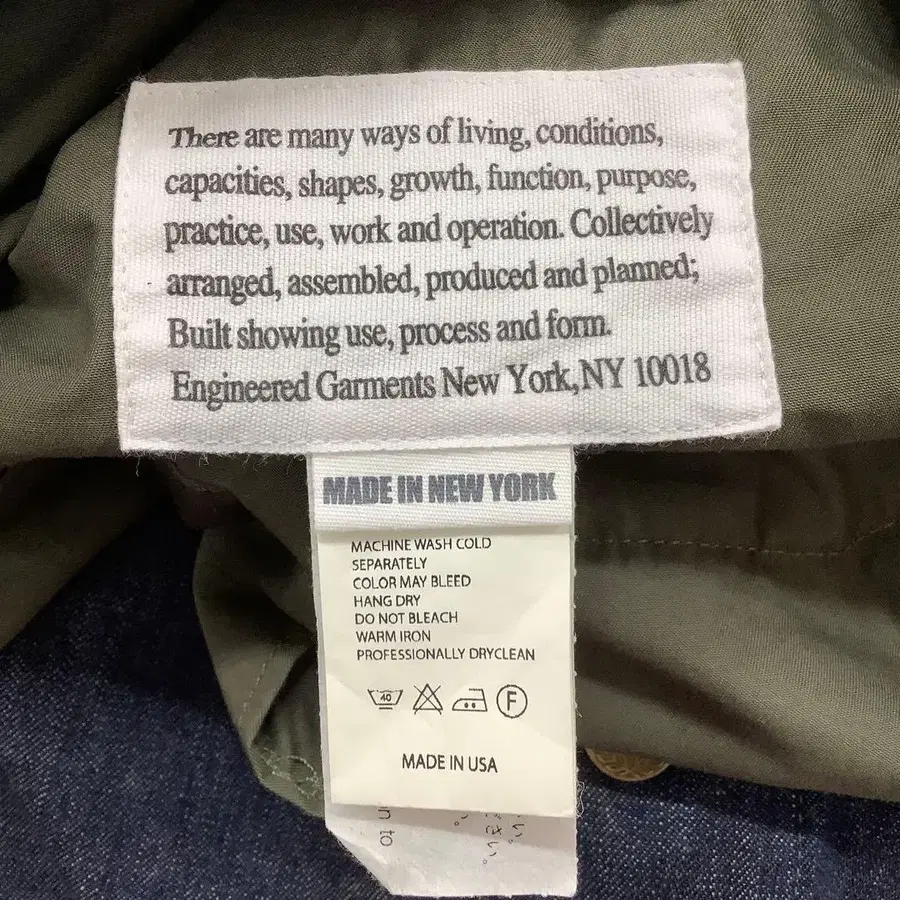 There are many ways of living, conditions,
capacities, shapes, growth, function, purpose,
practice, use, work and operation. Collectively
arranged, assembled, produced and planned;
Built showing use, process and form.
Engineered Garments New York,NY 10018
MADE IN NEW YORK
MACHINE WASH COLD
SEPARATELY
COLOR MAY BLEED
HANG DRY
DO NOT BLEACH
WARM IRON
PROFESSIONALLY DRYCLEAN
40
F
MADE IN USA
to